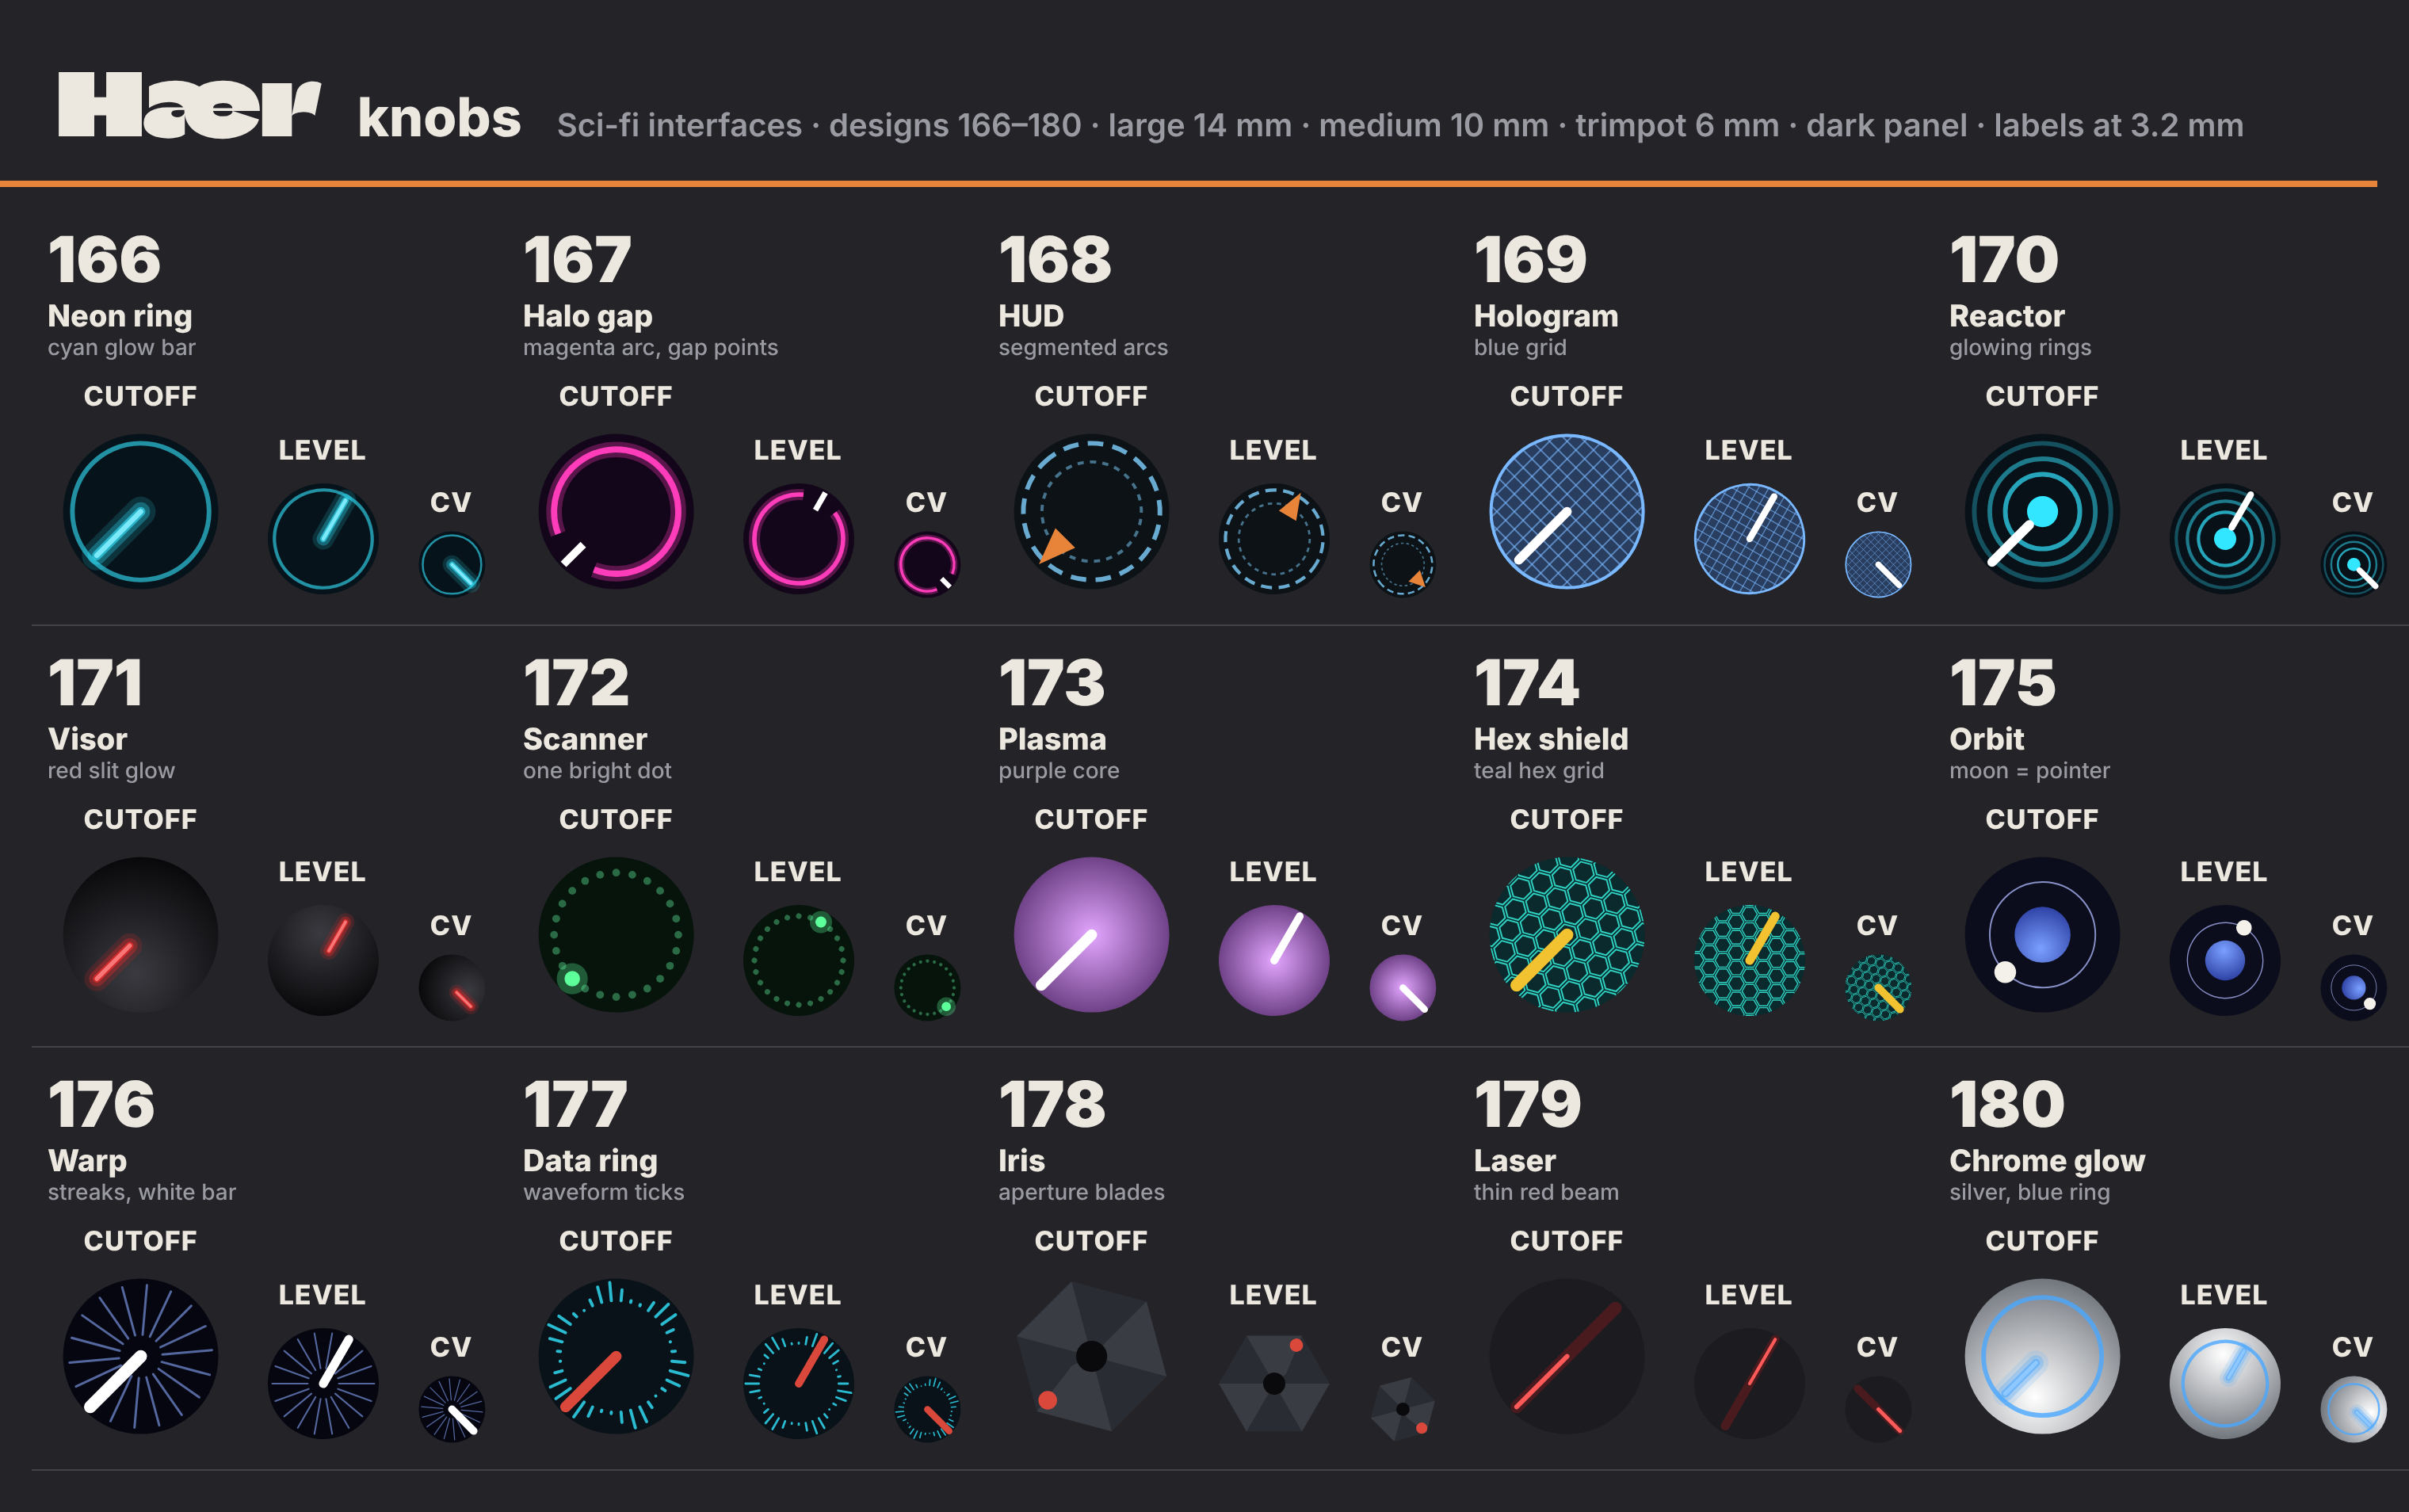 Hær knobs Sci-fi interfaces · designs 166–180 · large 14 mm · medium 10 mm · trimpot 6 mm · dark panel · labels at 3.2 mm
166 167 168 169 170
Neon ring Halo gap HUD Hologram Reactor
cyan glow bar magenta arc, gap points segmented arcs blue grid glowing rings
CUTOFF CUTOFF CUTOFF CUTOFF CUTOFF
LEVEL LEVEL LEVEL LEVEL LEVEL
CV CV CV CV CV
171 172 173 174 175
Visor Scanner Plasma Hex shield Orbit
red slit glow one bright dot purple core teal hex grid moon = pointer
CUTOFF CUTOFF CUTOFF CUTOFF CUTOFF
LEVEL LEVEL LEVEL LEVEL LEVEL
CV CV CV CV CV
176 177 178 179 180
Warp Data ring Iris Laser Chrome glow
streaks, white bar waveform ticks aperture blades thin red beam silver, blue ring
CUTOFF CUTOFF CUTOFF CUTOFF CUTOFF
LEVEL LEVEL LEVEL LEVEL LEVEL
CV CV CV CV CV